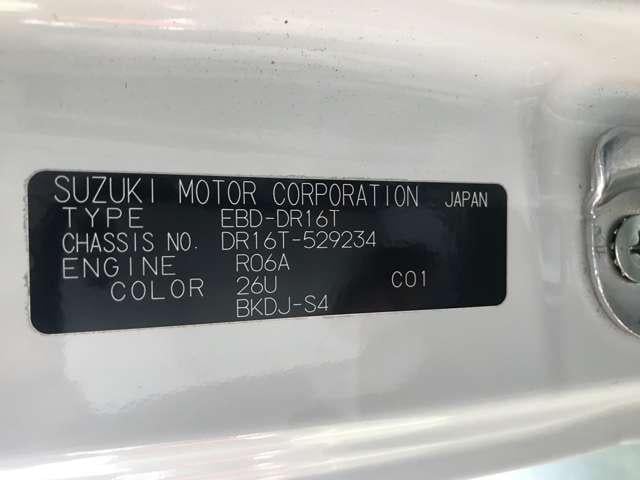 SUZUKI MOTOR CORPORATION JAPAN
TYPE EBD-DR16T
CHASSIS NO. DR16T-529234
ENGINE R06A
COLOR 26U C01
BKDJ-S4